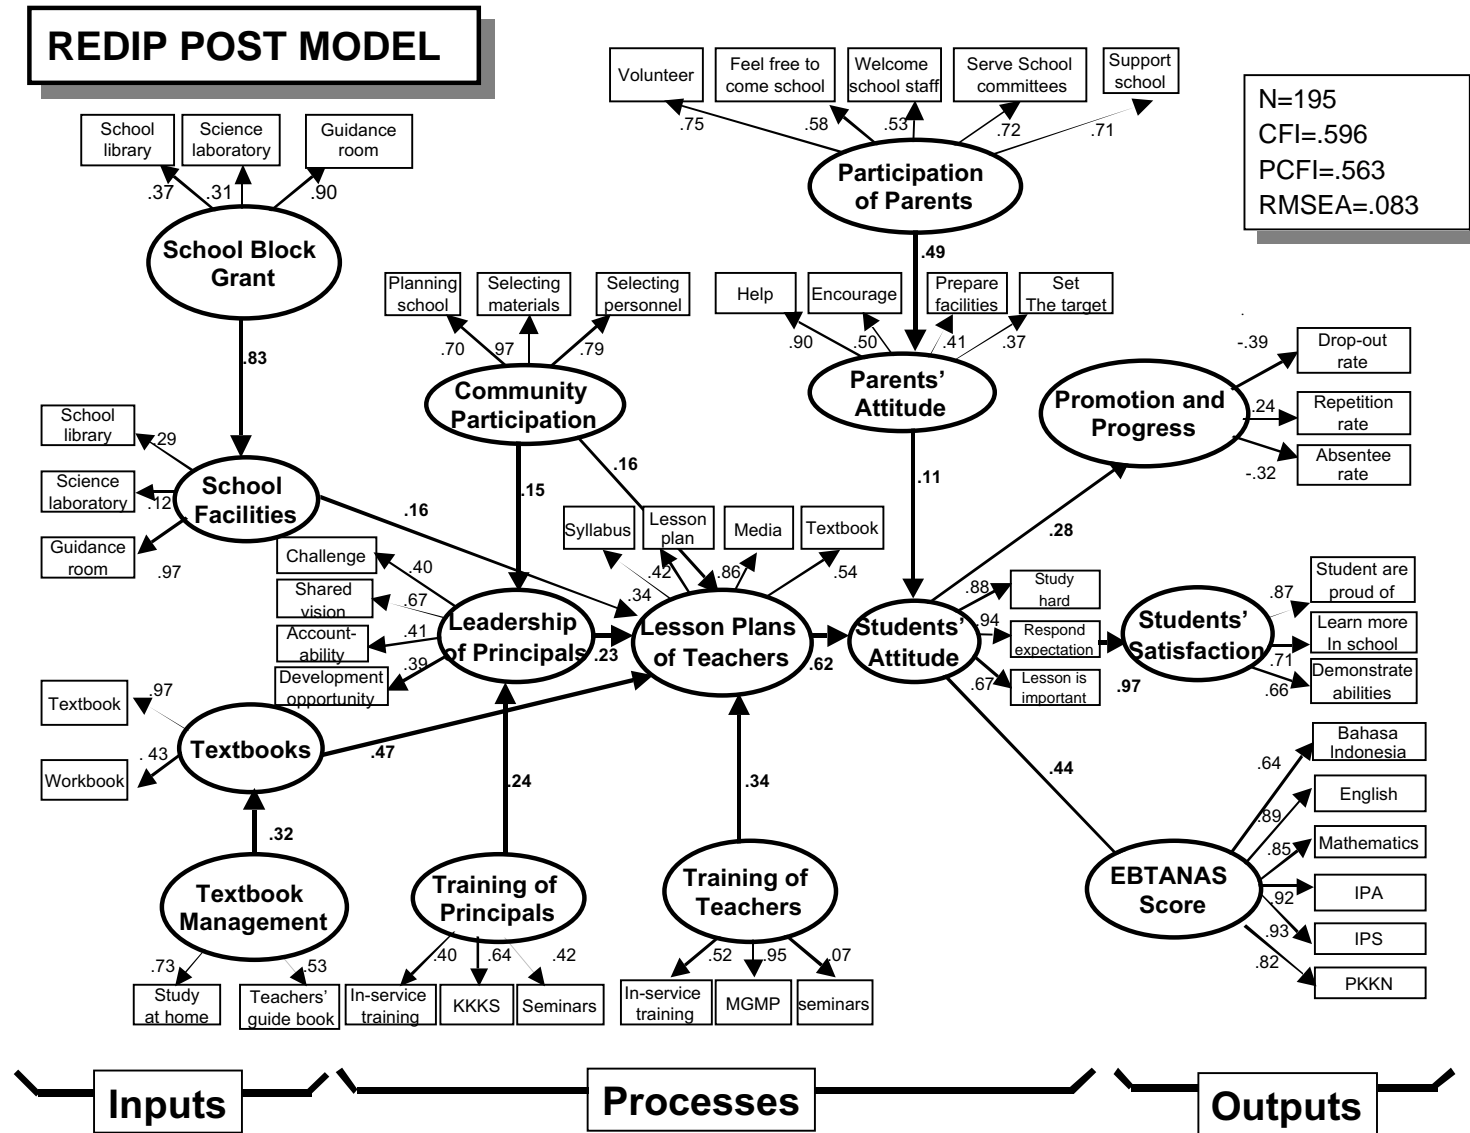 REDIP POST MODEL
N=195
CFI=.596
PCFI=.563
RMSEA=.083
Volunteer
Feel free to
come school
Welcome
school staff
Serve School
committees
Support
school
.75
.58
.53
.72
.71
Participation
of Parents
.49
School
library
Science
laboratory
Guidance
room
.37
.31
.90
School Block
Grant
.83
Planning
school
Selecting
materials
Selecting
personnel
.70
.97
.79
Community
Participation
.16
.15
Help
Encourage
Prepare
facilities
Set
The target
.90
.50
.41
.37
Parents’
Attitude
.11
-.39
.24
-.32
Drop-out
rate
Repetition
rate
Absentee
rate
Promotion and
Progress
.28
School
library
Science
laboratory
Guidance
room
.29
.12
.97
School
Facilities
.16
Challenge
Shared
vision
Account-
ability
Development
opportunity
.40
.67
.41
.39
Leadership
of Principals
.23
Syllabus
Lesson
plan
Media
Textbook
.34
.42
.86
.54
Lesson Plans
of Teachers
.62
Students’
Attitude
.88
.94
.67
Study
hard
Respond
expectation
Lesson is
important
.97
Students’
Satisfaction
.87
.71
.66
Student are
proud of
Learn more
In school
Demonstrate
abilities
Textbook
Workbook
.97
. 43
Textbooks
.47
.32
Textbook
Management
.73
.53
Study
at home
Teachers’
guide book
.24
Training of
Principals
.40
.64
.42
In-service
training
KKKS
Seminars
.34
Training of
Teachers
.52
.95
.07
In-service
training
MGMP
seminars
.44
EBTANAS
Score
.64
.89
.85
.92
.93
.82
Bahasa
Indonesia
English
Mathematics
IPA
IPS
PKKN
Inputs
Processes
Outputs